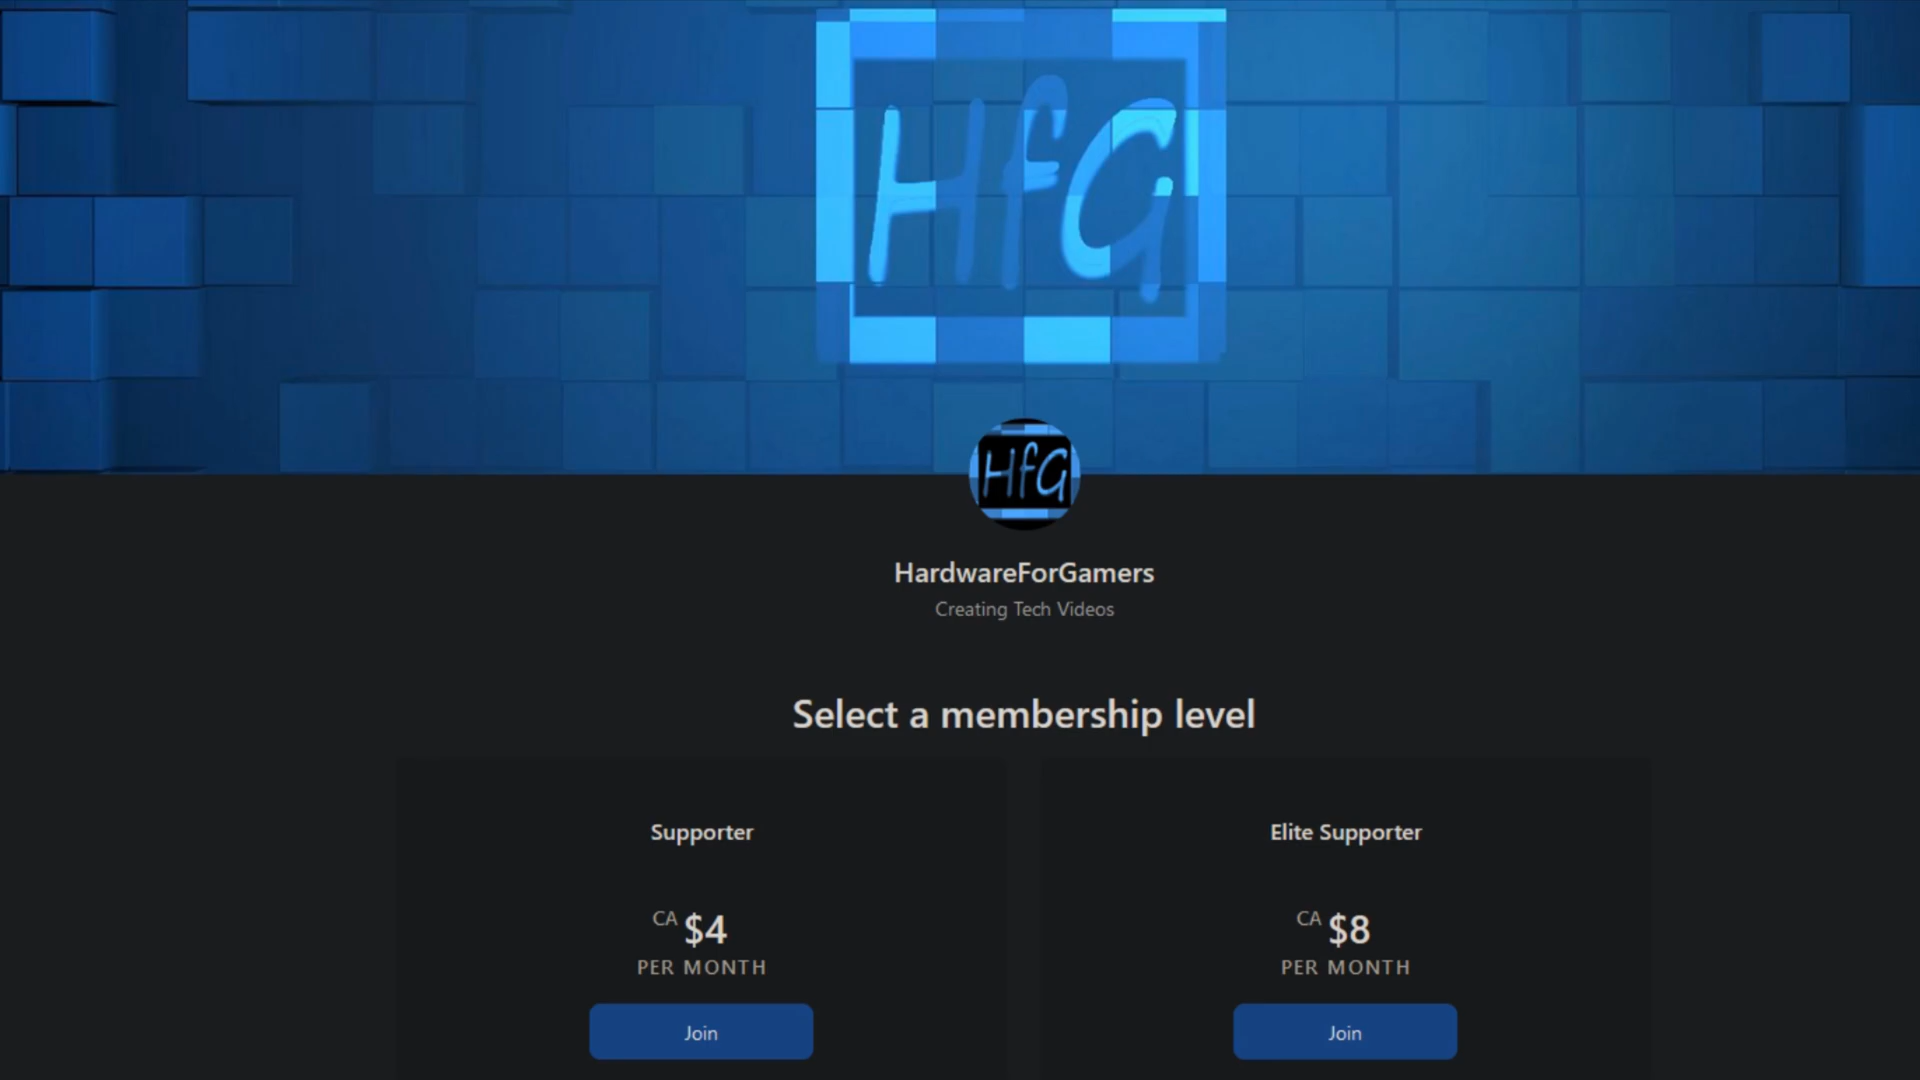 HfG
HfG
HardwareForGamers
Creating Tech Videos
Select a membership level
Supporter
CA $4
PER MONTH
Join
Elite Supporter
CA $8
PER MONTH
Join